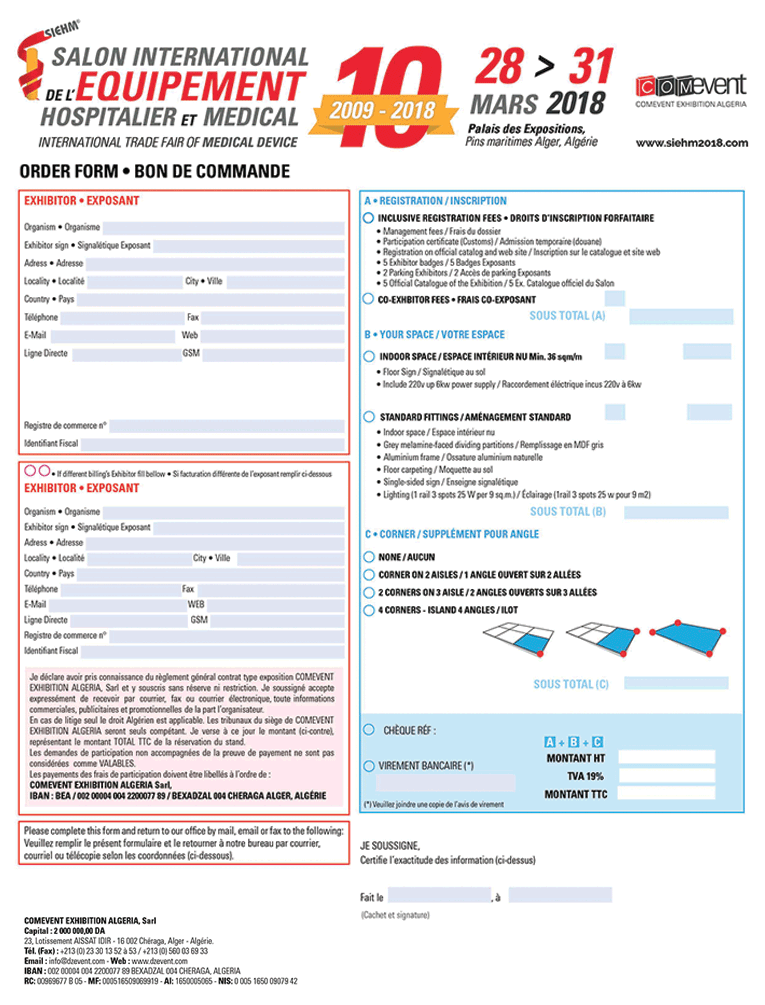 SIEHM®
SALON INTERNATIONAL
DE L'EQUIPEMENT
HOSPITALIER ET MEDICAL
INTERNATIONAL TRADE FAIR OF MEDICAL DEVICE
10
2009 - 2018
28 > 31
MARS 2018
Palais des Expositions,
Pins maritimes Alger, Algérie
COMevent
COMEVENT EXHIBITION ALGERIA
www.siehm2018.com
ORDER FORM • BON DE COMMANDE
EXHIBITOR • EXPOSANT
Organism • Organisme
Exhibitor sign • Signalétique Exposant
Adress • Adresse
Locality • Localité City • Ville
Country • Pays
Téléphone Fax
E-Mail Web
Ligne Directe GSM
Registre de commerce n°
Identifiant Fiscal
• If different billing's Exhibitor fill bellow • Si facturation différente de l'exposant remplir ci-dessous
EXHIBITOR • EXPOSANT
Organism • Organisme
Exhibitor sign • Signalétique Exposant
Adress • Adresse
Locality • Localité City • Ville
Country • Pays
Téléphone Fax
E-Mail WEB
Ligne Directe GSM
Registre de commerce n°
Identifiant Fiscal
Je déclare avoir pris connaissance du règlement général contrat type exposition COMEVENT
EXHIBITION ALGERIA, Sarl et y souscris sans réserve ni restriction. Je soussigné accepte
expressément de recevoir par courrier, fax ou courrier électronique, toute informations
commerciales, publicitaires et promotionnelles de la part l'organisateur.
En cas de litige seul le droit Algérien est applicable. Les tribunaux du siège de COMEVENT
EXHIBITION ALGERIA seront seuls compétant. Je verse à ce jour le montant (ci-contre),
représentant le montant TOTAL TTC de la réservation du stand.
Les demandes de participation non accompagnées de la prouve de payement ne sont pas
considérées comme VALABLES.
Les payements des frais de participation doivent être libellés à l'ordre de :
COMEVENT EXHIBITION ALGERIA Sarl,
IBAN : BEA / 002 00004 004 2200077 89 / BEXADZAL 004 CHERAGA ALGER, ALGÉRIE
Please complete this form and return to our office by mail, email or fax to the following:
Veuillez remplir le présent formulaire et le retourner à notre bureau par courrier,
courriel ou télécopie selon les coordonnées (ci-dessous).
A • REGISTRATION / INSCRIPTION
INCLUSIVE REGISTRATION FEES • DROITS D'INSCRIPTION FORFAITAIRE
• Management fees / Frais du dossier
• Participation certificate (Customs) / Admission temporaire (douane)
• Registration on official catalog and web site / Inscription sur le catalogue et site web
• 5 Exhibitor badges / 5 Badges Exposants
• 2 Parking Exhibitors / 2 Accès de parking Exposants
• 5 Official Catalogue of the Exhibition / 5 Ex. Catalogue officiel du Salon
CO-EXHBITOR FEES • FRAIS CO-EXPOSANT
SOUS TOTAL (A)
B • YOUR SPACE / VOTRE ESPACE
INDOOR SPACE / ESPACE INTÉRIEUR NU Min. 36 sqm/m
• Floor Sign / Signalétique au sol
• Include 220v up 6kw power supply / Raccordement éléctrique incus 220v à 6kw
STANDARD FITTINGS / AMÉNAGEMENT STANDARD
• Indoor space / Espace intérieur nu
• Grey melamine-faced dividing partitions / Remplissage en MDF gris
• Aluminium frame / Ossature aluminium naturelle
• Floor carpeting / Moquette au sol
• Single-sided sign / Enseigne signalétique
• Lighting (1 rail 3 spots 25 W per 9 sq.m.) / Éclairage (1rail 3 spots 25 w pour 9 m2)
SOUS TOTAL (B)
C • CORNER / SUPPLÉMENT POUR ANGLE
NONE / AUCUN
CORNER ON 2 AISLES / 1 ANGLE OUVERT SUR 2 ALLÉES
2 CORNERS ON 3 AISLE / 2 ANGLES OUVERTS SUR 3 ALLÉES
4 CORNERS - ISLAND 4 ANGLES / ILOT
SOUS TOTAL (C)
CHÈQUE RÉF :
A + B + C
MONTANT HT
VIREMENT BANCAIRE (*)
TVA 19%
MONTANT TTC
(*) Veuillez joindre une copie de l'avis de virement
JE SOUSSIGNE,
Certifie l'exactitude des information (ci-dessus)
Fait le , à
(Cachet et signature)
COMEVENT EXHIBITION ALGERIA, Sarl
Capital : 2 000 000,00 DA
23, Lotissement AISSAT IDIR - 16 002 Chéraga, Alger - Algérie.
Tél. (Fax) : +213 (0) 23 30 13 52 à 53 / +213 (0) 560 03 69 33
Email : info@dzevent.com - Web : www.dzevent.com
IBAN : 002 00004 004 2200077 89 BEXADZAL 004 CHERAGA, ALGERIA
RC: 00969677 B 05 - MF: 000516509069919 - AI: 1650005065 - NIS: 0 005 1650 09079 42